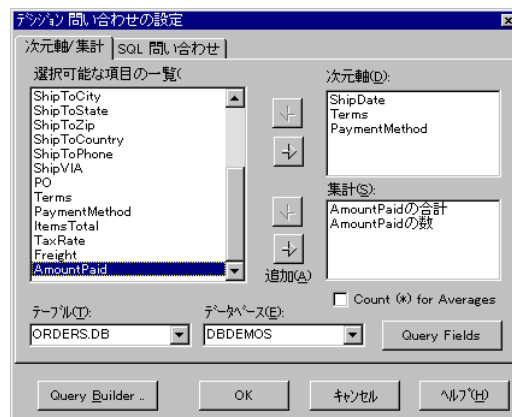 デシジョン 問い合わせの設定
次元軸/集計
SQL 問い合わせ
選択可能な項目の一覧(
ShipToCity
ShipToState
ShipToZip
ShipToCountry
ShipToPhone
ShipVIA
PO
Terms
PaymentMethod
ItemsTotal
TaxRate
Freight
AmountPaid
次元軸(D):
ShipDate
Terms
PaymentMethod
集計(S):
AmountPaidの合計
AmountPaidの数
追加(A)
Count (*) for Averages
テーブル(T):
ORDERS.DB
データベース(E):
DBDEMOS
Query Fields
Query Builder ..
OK
キャンセル
ヘルプ(H)